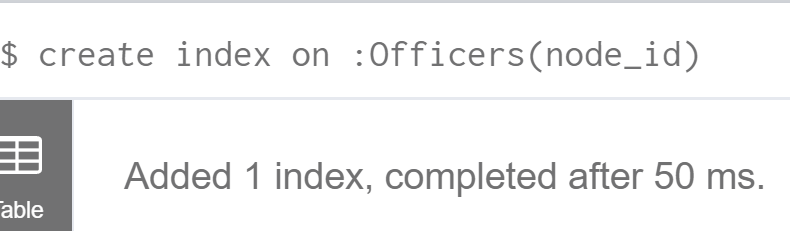 $ create index on :Officers(node_id)
Added 1 index, completed after 50 ms.
Table